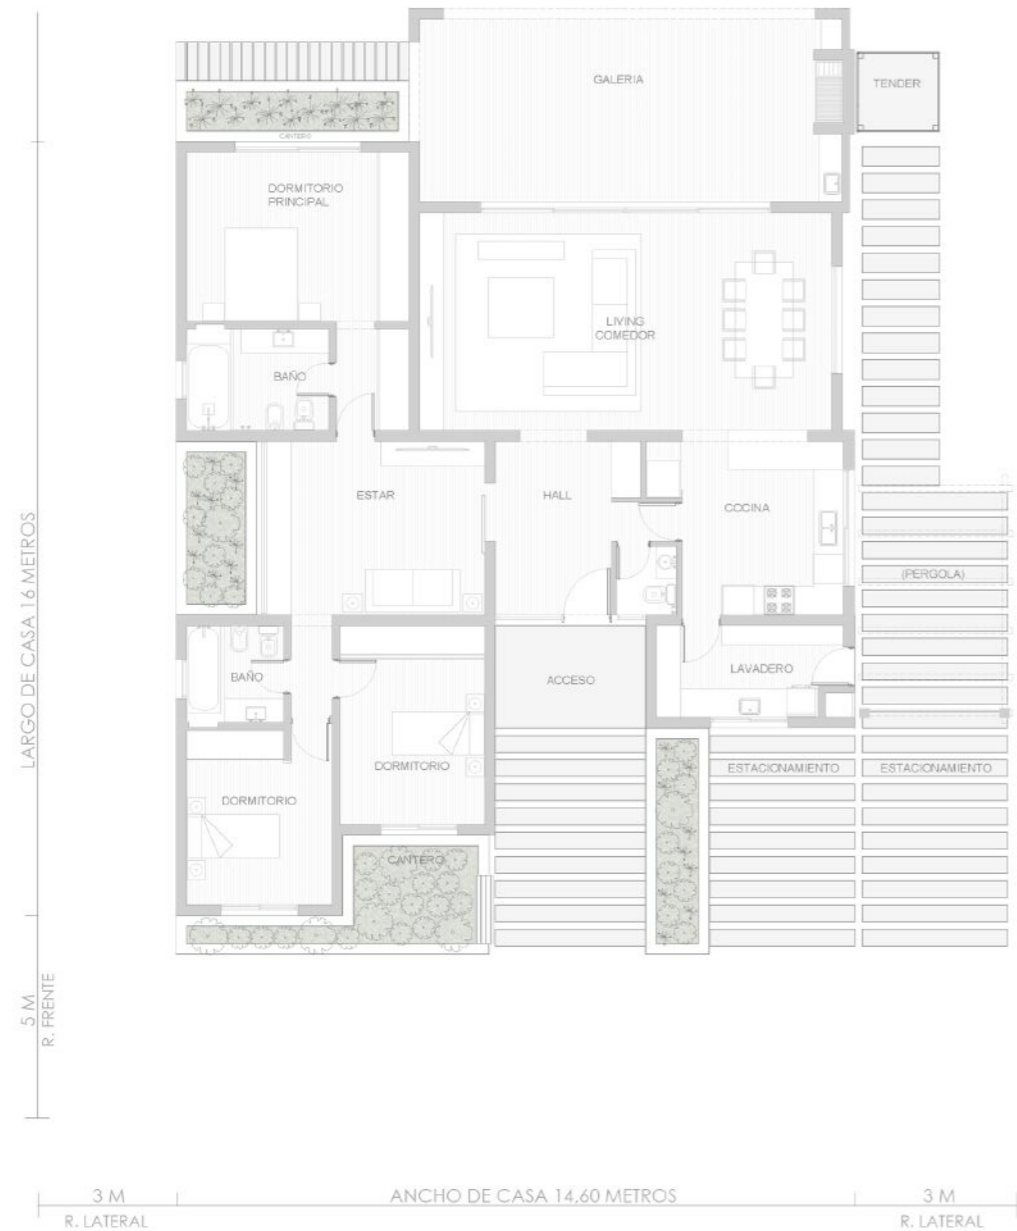 GALERIA
TENDER
CANTERO
DORMITORIO
PRINCIPAL
LIVING
COMEDOR
BAÑO
ESTAR
HALL
COCINA
(PERGOLA)
BAÑO
ACCESO
LAVADERO
DORMITORIO
ESTACIONAMIENTO
ESTACIONAMIENTO
DORMITORIO
CANTERO
LARGO DE CASA 16 METROS
5 M
R. FRENTE
3 M
R. LATERAL
ANCHO DE CASA 14,60 METROS
3 M
R. LATERAL